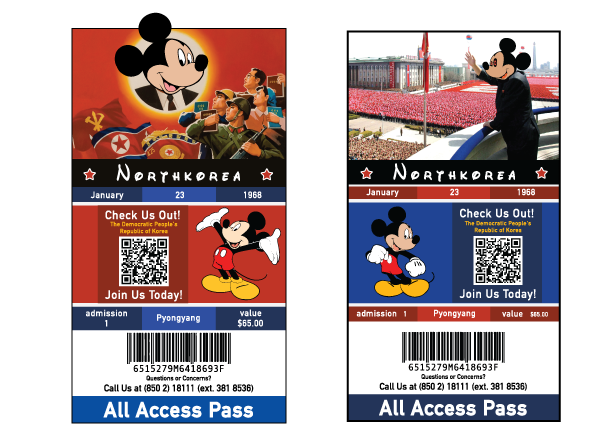 NORTHKOREA
January 23 1968
Check Us Out!
The Democratic People's
Republic of Korea
Join Us Today!
admission
1
Pyongyang
value
$65.00
6515279M6418693F
Questions or Concerns?
Call Us at (850 2) 18111 (ext. 381 8536)
All Access Pass
NORTHKOREA
January 23 1968
Check Us Out!
The Democratic People's
Republic of Korea
Join Us Today!
admission 1 Pyongyang value $65.00
6515279M6418693F
Questions or Concerns?
Call Us at (850 2) 18111 (ext. 381 8536)
All Access Pass